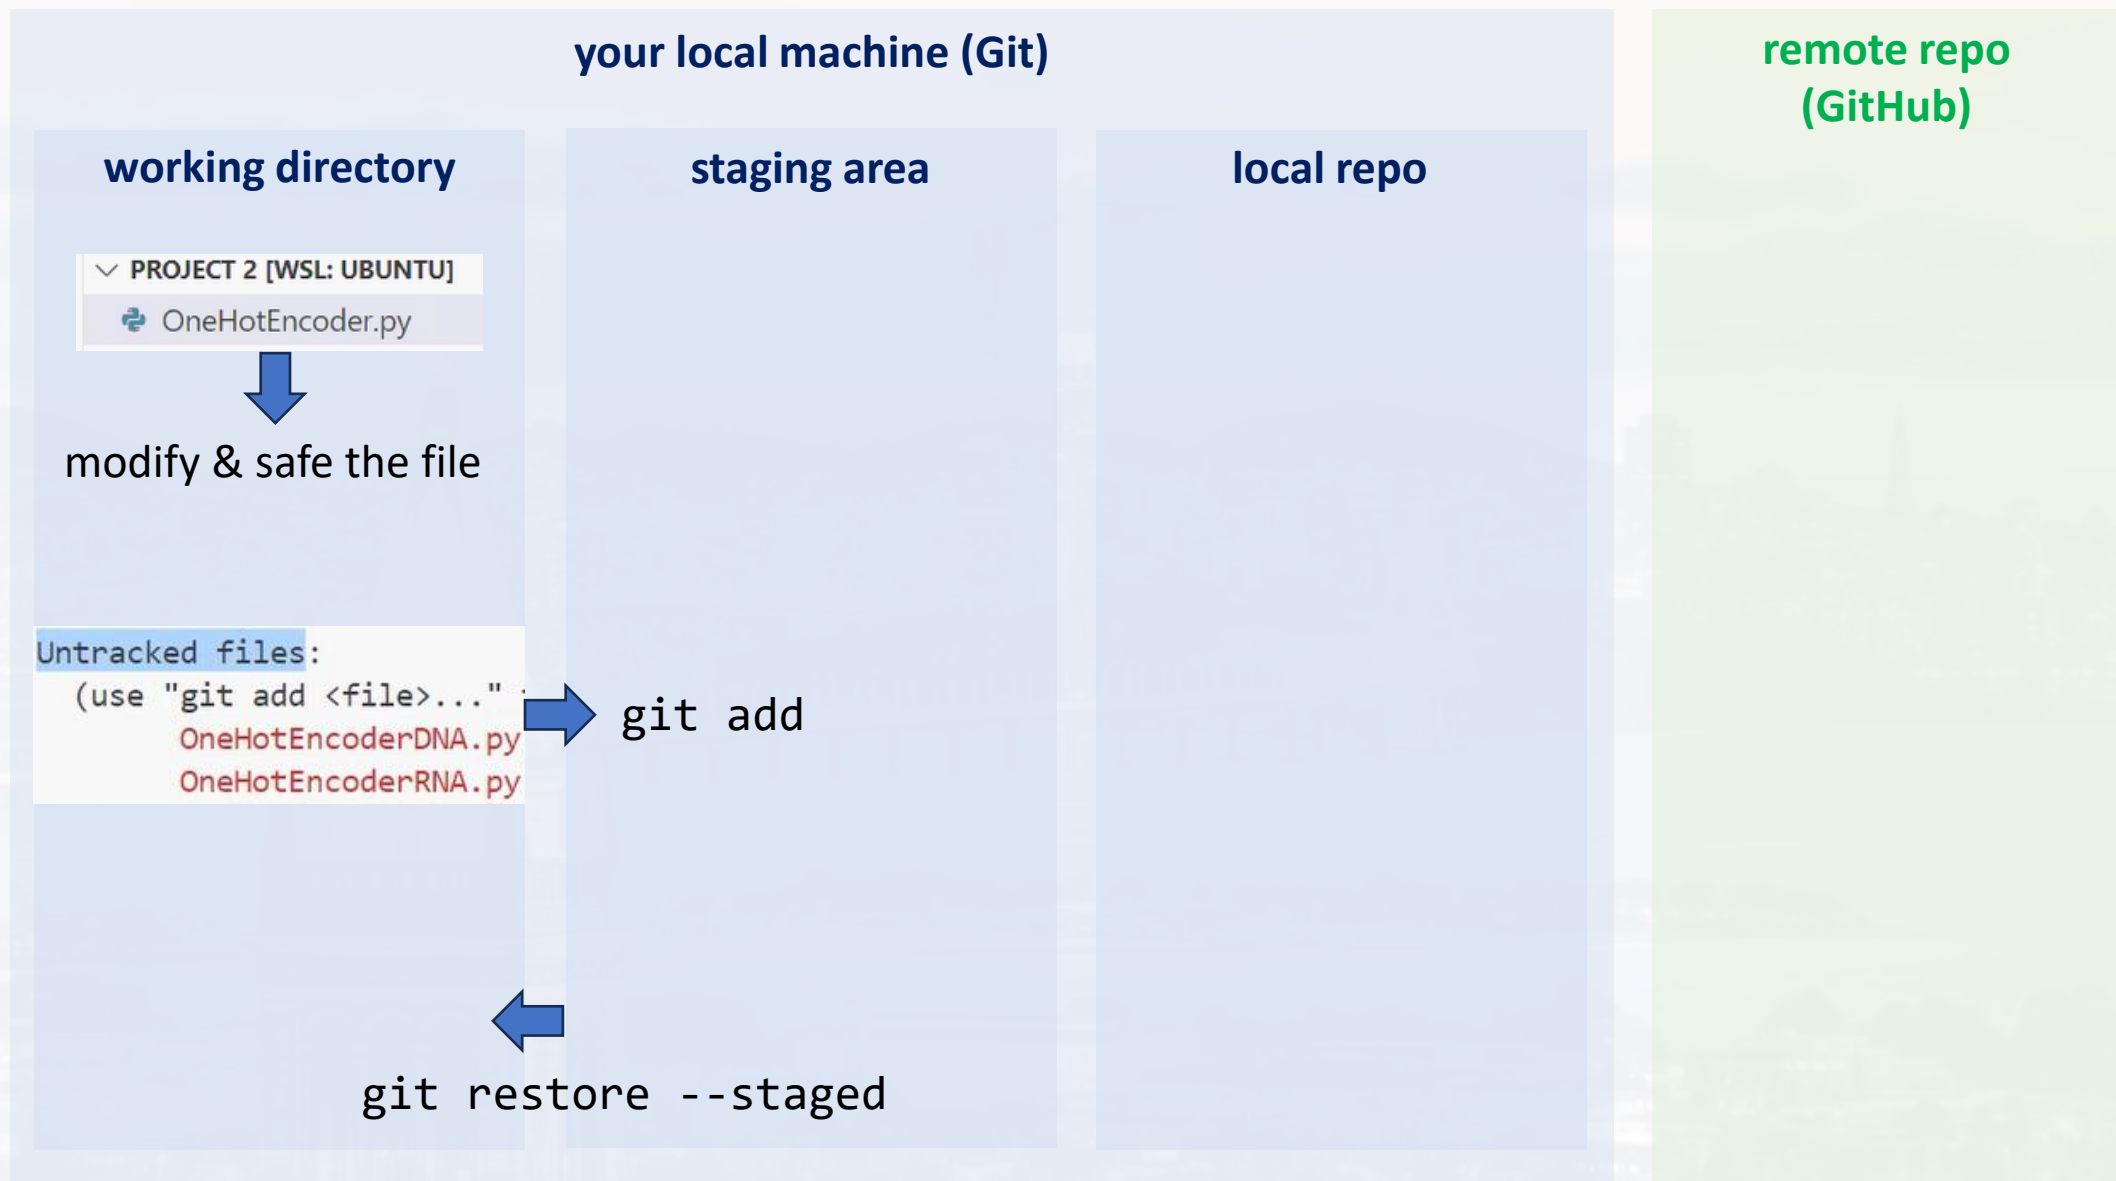 your local machine (Git)
remote repo
(GitHub)
working directory
staging area
local repo
PROJECT 2 [WSL: UBUNTU]
OneHotEncoder.py
modify & safe the file
Untracked files:
(use "git add <file>..."
OneHotEncoderDNA.py
OneHotEncoderRNA.py
git add
git restore --staged